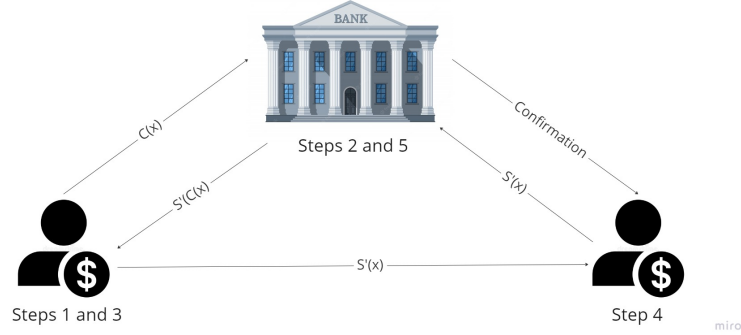 BANK
C(x)
Confirmation
Steps 2 and 5
S'(C(x)
S'(x)
S'(x)
$
$
Steps 1 and 3
Step 4
miro